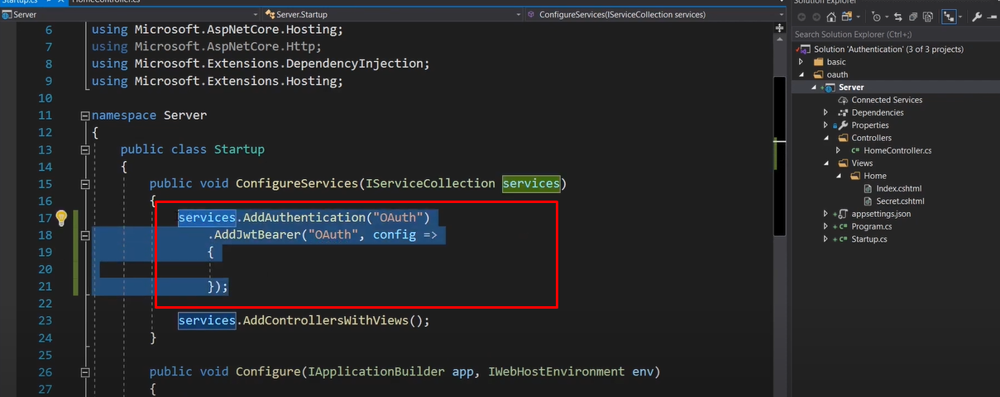 Startup.cs
HomeController.cs
Server
Server.Startup
ConfigureServices(IServiceCollection services)
6 using Microsoft.AspNetCore.Hosting;
7 using Microsoft.AspNetCore.Http;
8 using Microsoft.Extensions.DependencyInjection;
9 using Microsoft.Extensions.Hosting;
10
11 namespace Server
12 {
13 public class Startup
14 {
15 public void ConfigureServices(IServiceCollection services)
16 {
17 services.AddAuthentication("OAuth")
18 .AddJwtBearer("OAuth", config =>
19 {
20
21 });
22
23 services.AddControllersWithViews();
24 }
25
26 public void Configure(IApplicationBuilder app, IWebHostEnvironment env)
27 {
Solution Explorer
Search Solution Explorer (Ctrl+;)
Solution 'Authentication' (3 of 3 projects)
basic
oauth
Server
Connected Services
Dependencies
Properties
Controllers
C# HomeController.cs
Views
Home
Index.cshtml
Secret.cshtml
appsettings.json
C# Program.cs
C# Startup.cs